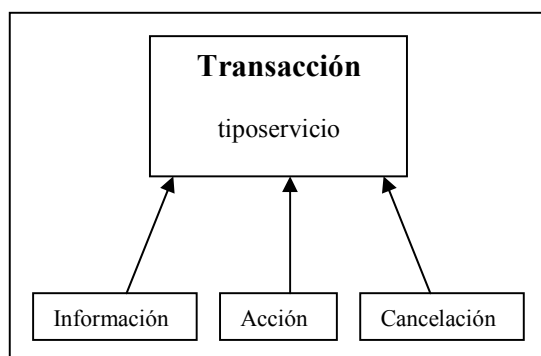 Transacción
tiposervicio
Información
Acción
Cancelación